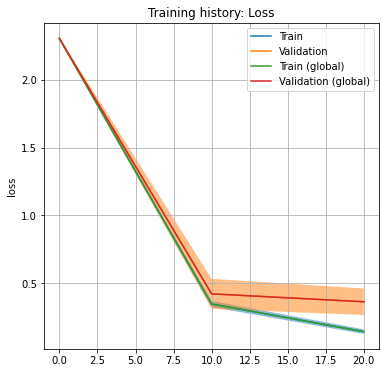 Training history: Loss
Train
Validation
Train (global)
Validation (global)
2.0
1.5
1.0
0.5
loss
0.0 2.5 5.0 7.5 10.0 12.5 15.0 17.5 20.0